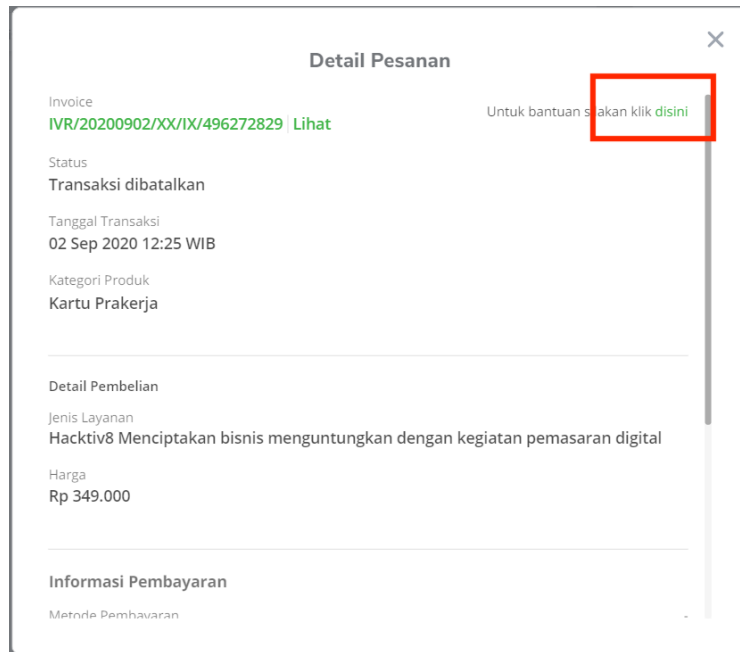 Detail Pesanan
Invoice
IVR/20200902/XX/IX/496272829 Lihat
Untuk bantuan silakan klik disini
Status
Transaksi dibatalkan
Tanggal Transaksi
02 Sep 2020 12:25 WIB
Kategori Produk
Kartu Prakerja
Detail Pembelian
Jenis Layanan
Hacktiv8 Menciptakan bisnis menguntungkan dengan kegiatan pemasaran digital
Harga
Rp 349.000
Informasi Pembayaran
Metode Pembayaran -